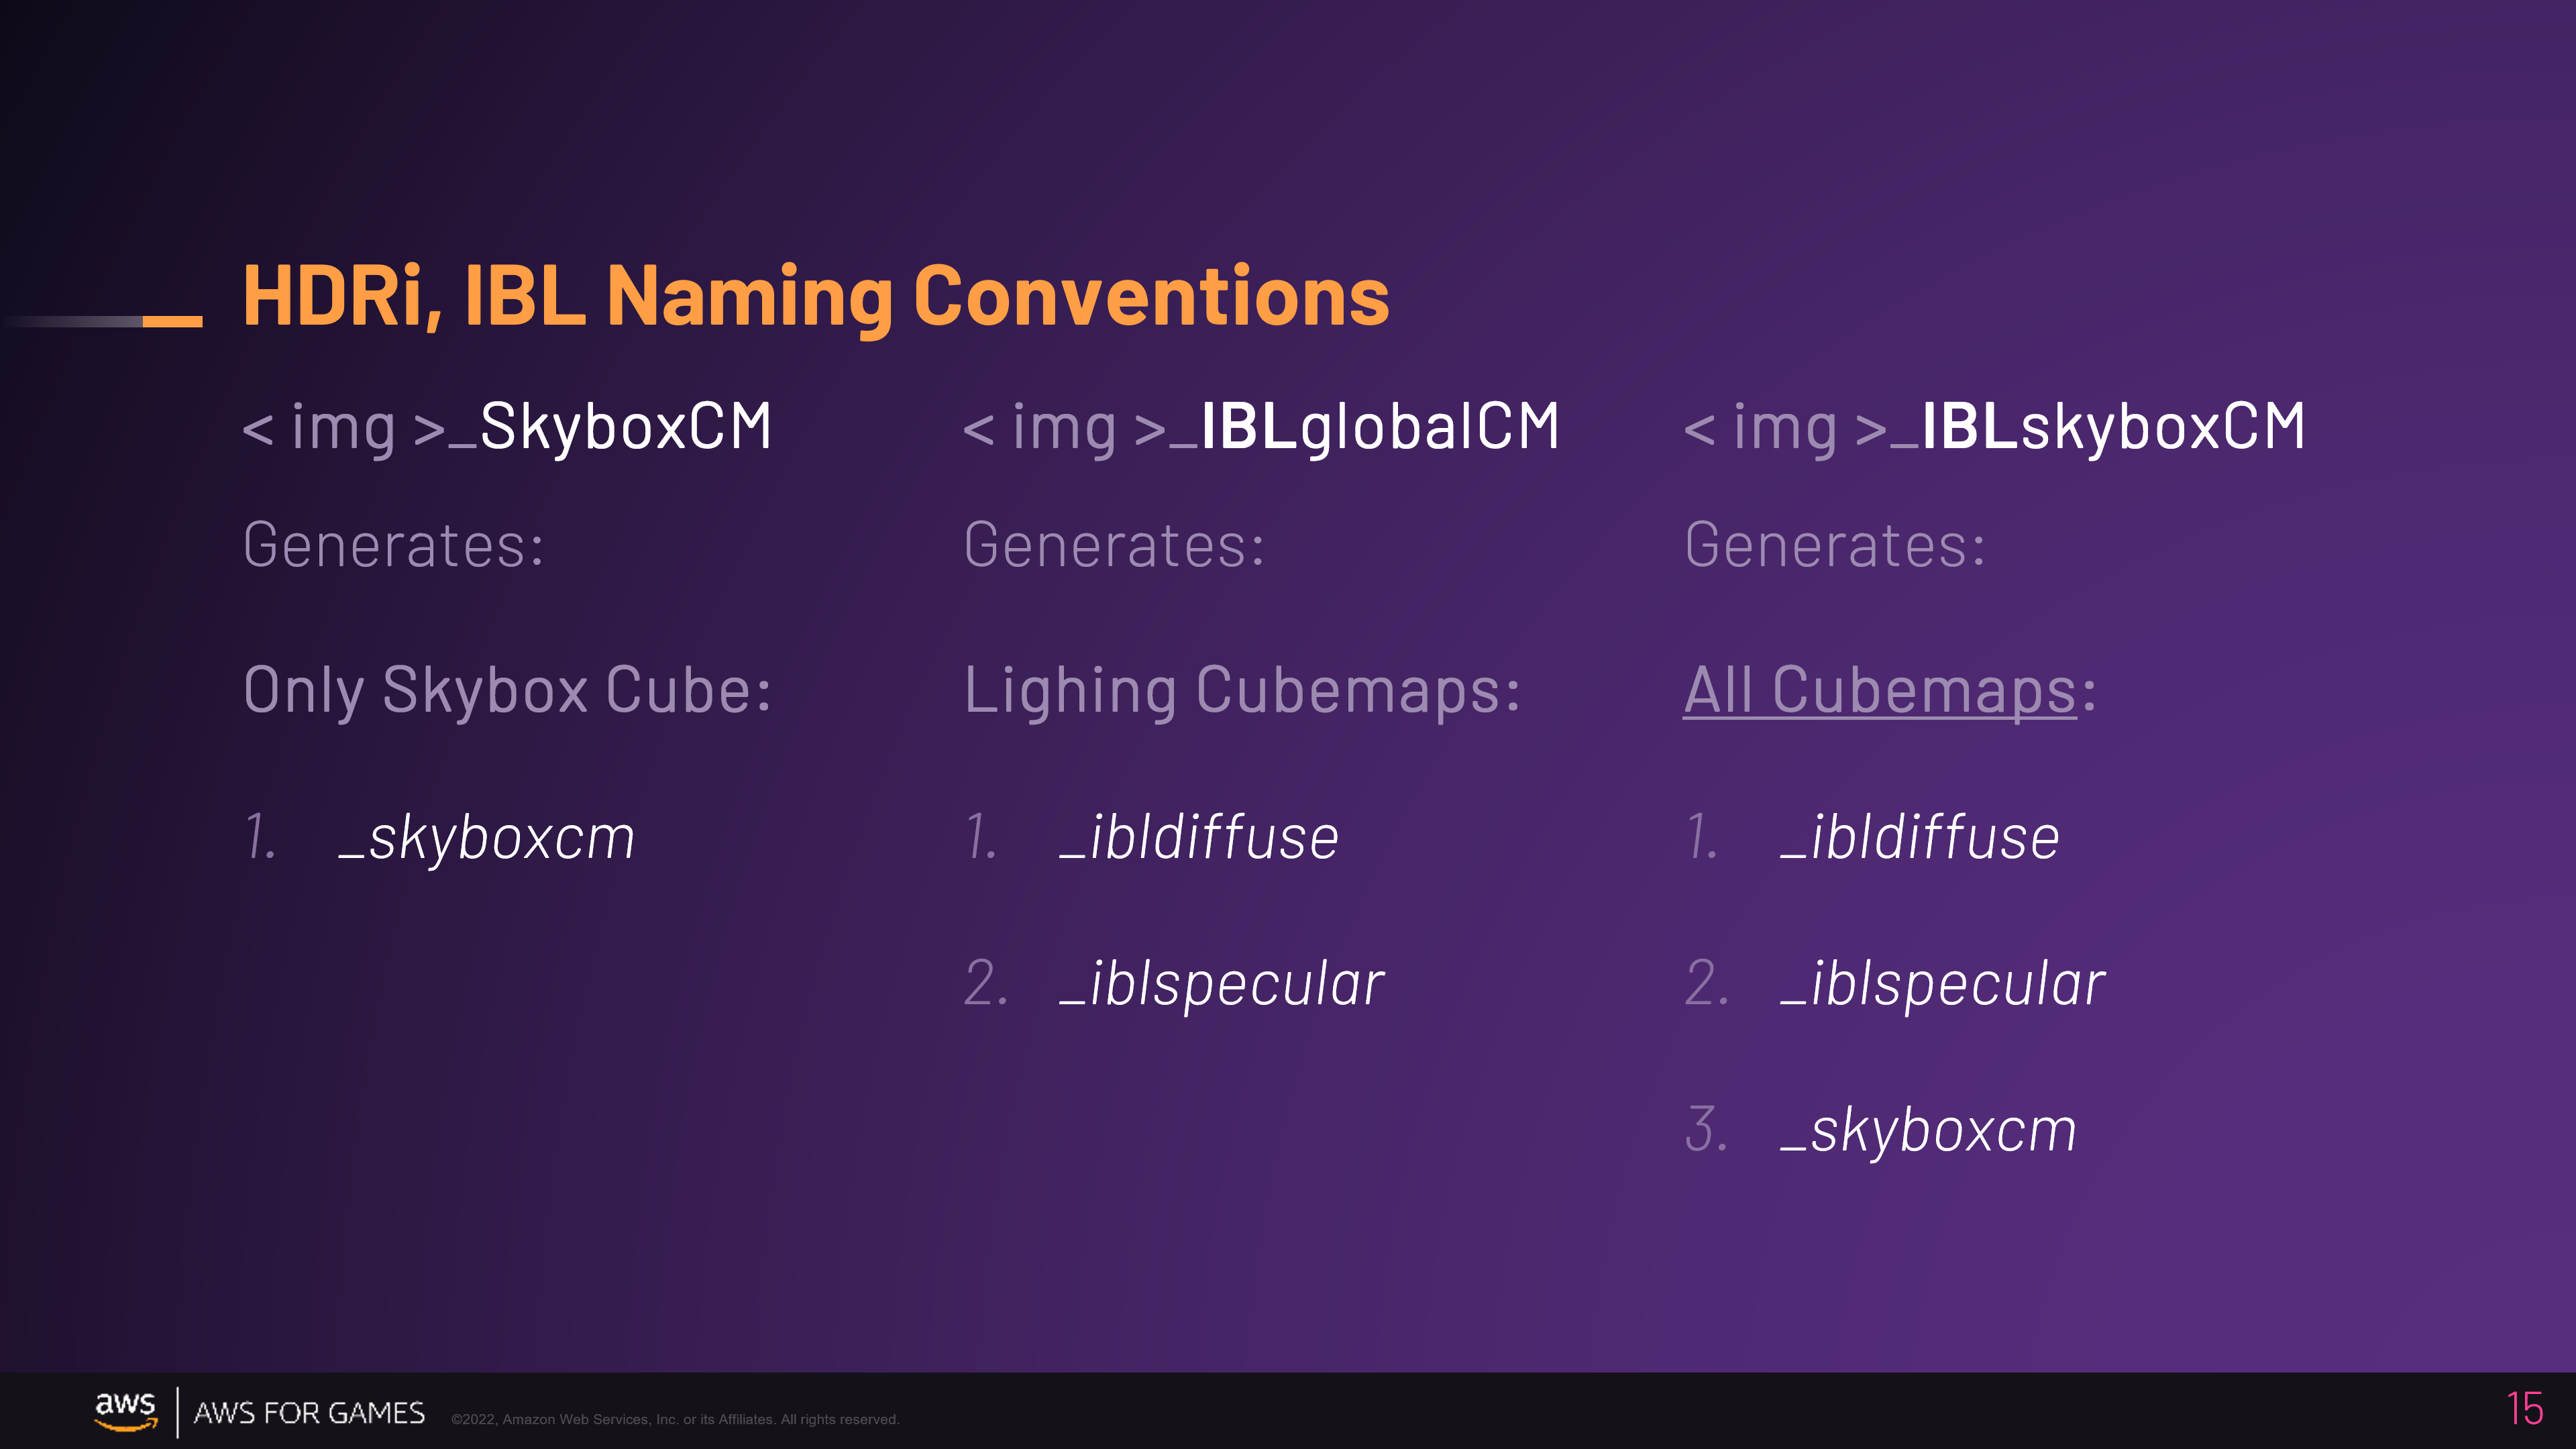 HDRi, IBL Naming Conventions
< img >_SkyboxCM
Generates:
Only Skybox Cube:
1. _skyboxcm
< img >_IBLglobalCM
Generates:
Lighing Cubemaps:
1. _ibldiffuse
2. _iblspecular
< img >_IBLskyboxCM
Generates:
All Cubemaps:
1. _ibldiffuse
2. _iblspecular
3. _skyboxcm
aws AWS FOR GAMES ©2022, Amazon Web Services, Inc. or its Affiliates. All rights reserved. 15